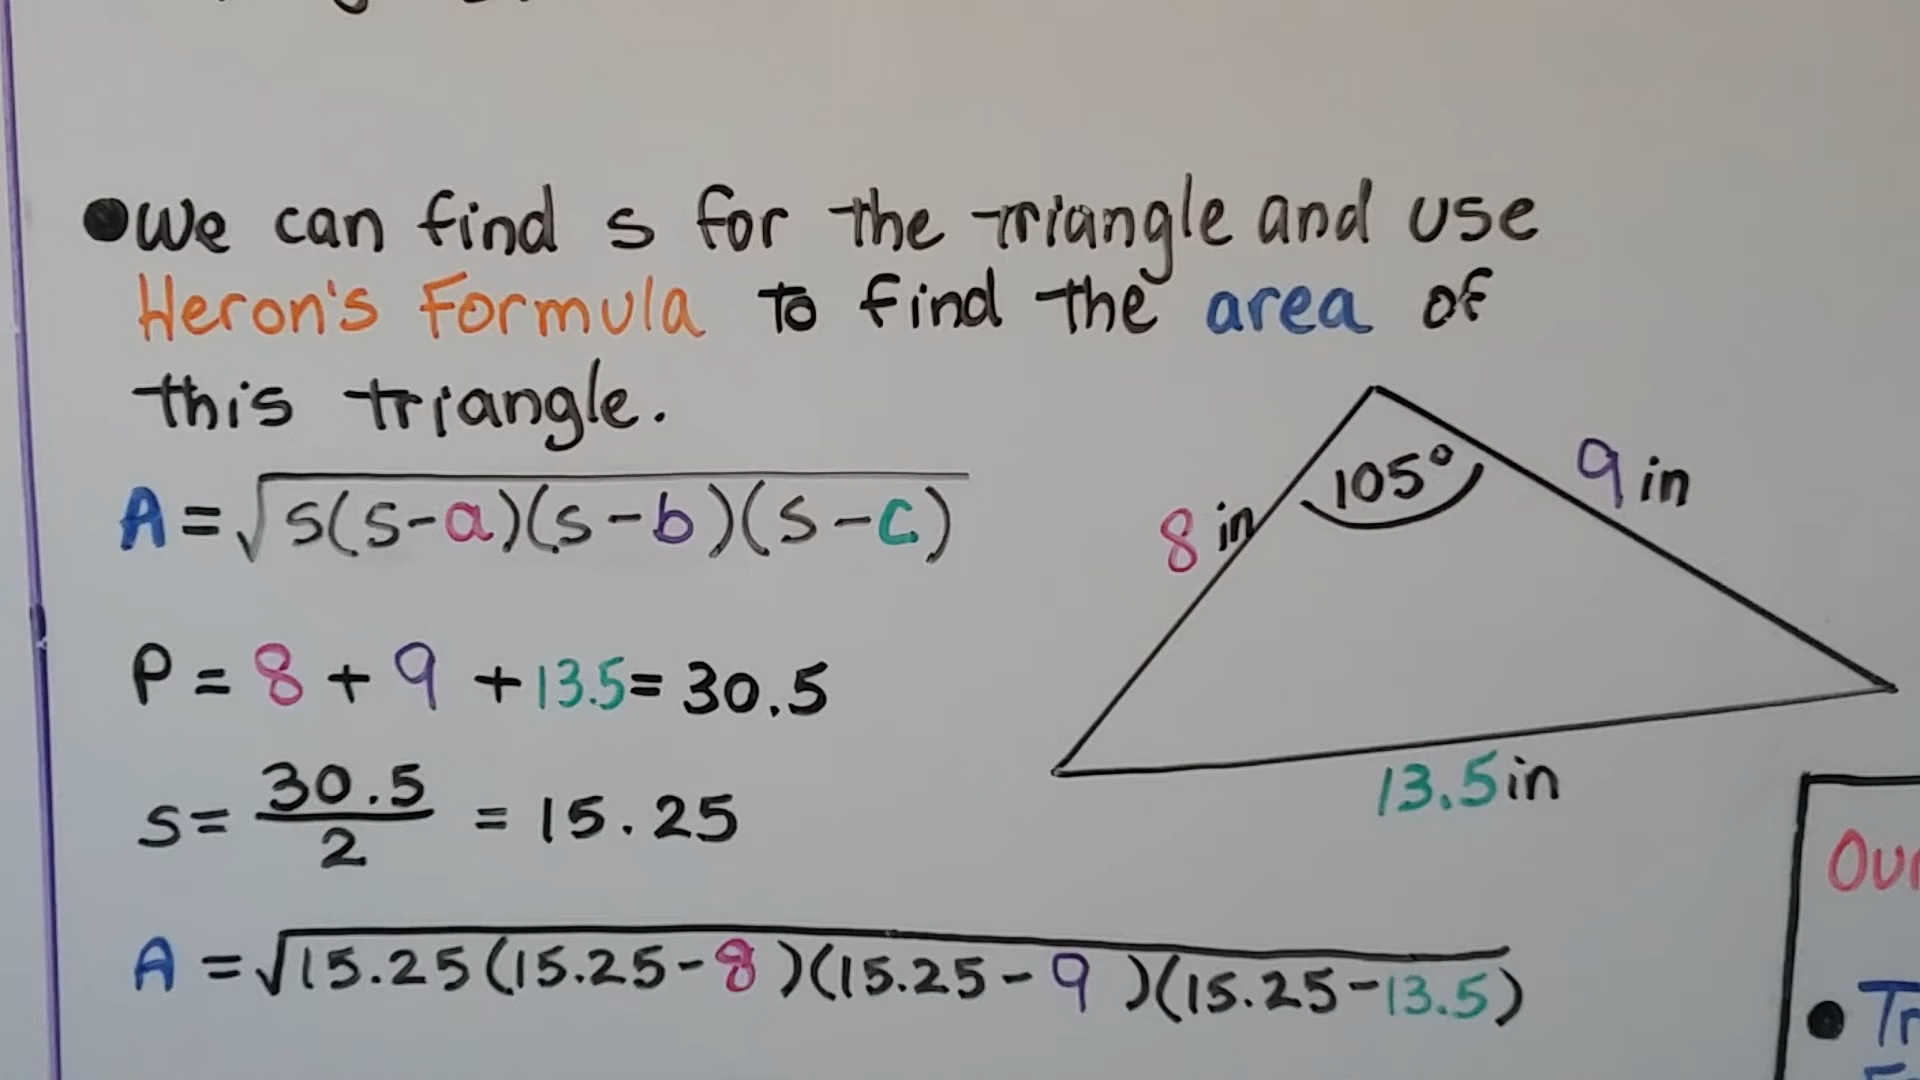 ●We can find s for the triangle and use
Heron's Formula to find the area of
this triangle.
A=√s(s-a)(s-b)(s-c)
105°
9 in
8 in
P = 8 + 9 + 13.5 = 30.5
13.5 in
s = 30.5/2 = 15.25
A = √15.25(15.25-8)(15.25-9)(15.25-13.5)